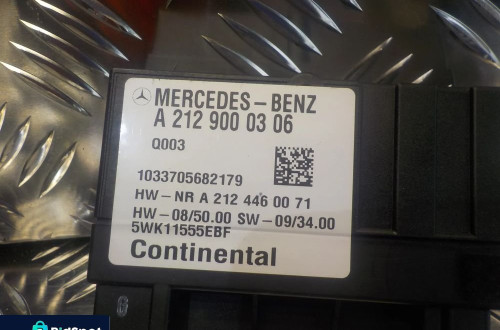 MERCEDES-BENZ
A 212 900 03 06
Q003
1033705682179
HW-NR A 212 446 00 71
HW-08/50.00 SW-09/34.00
5WK11555EBF
Continental
BidSpot